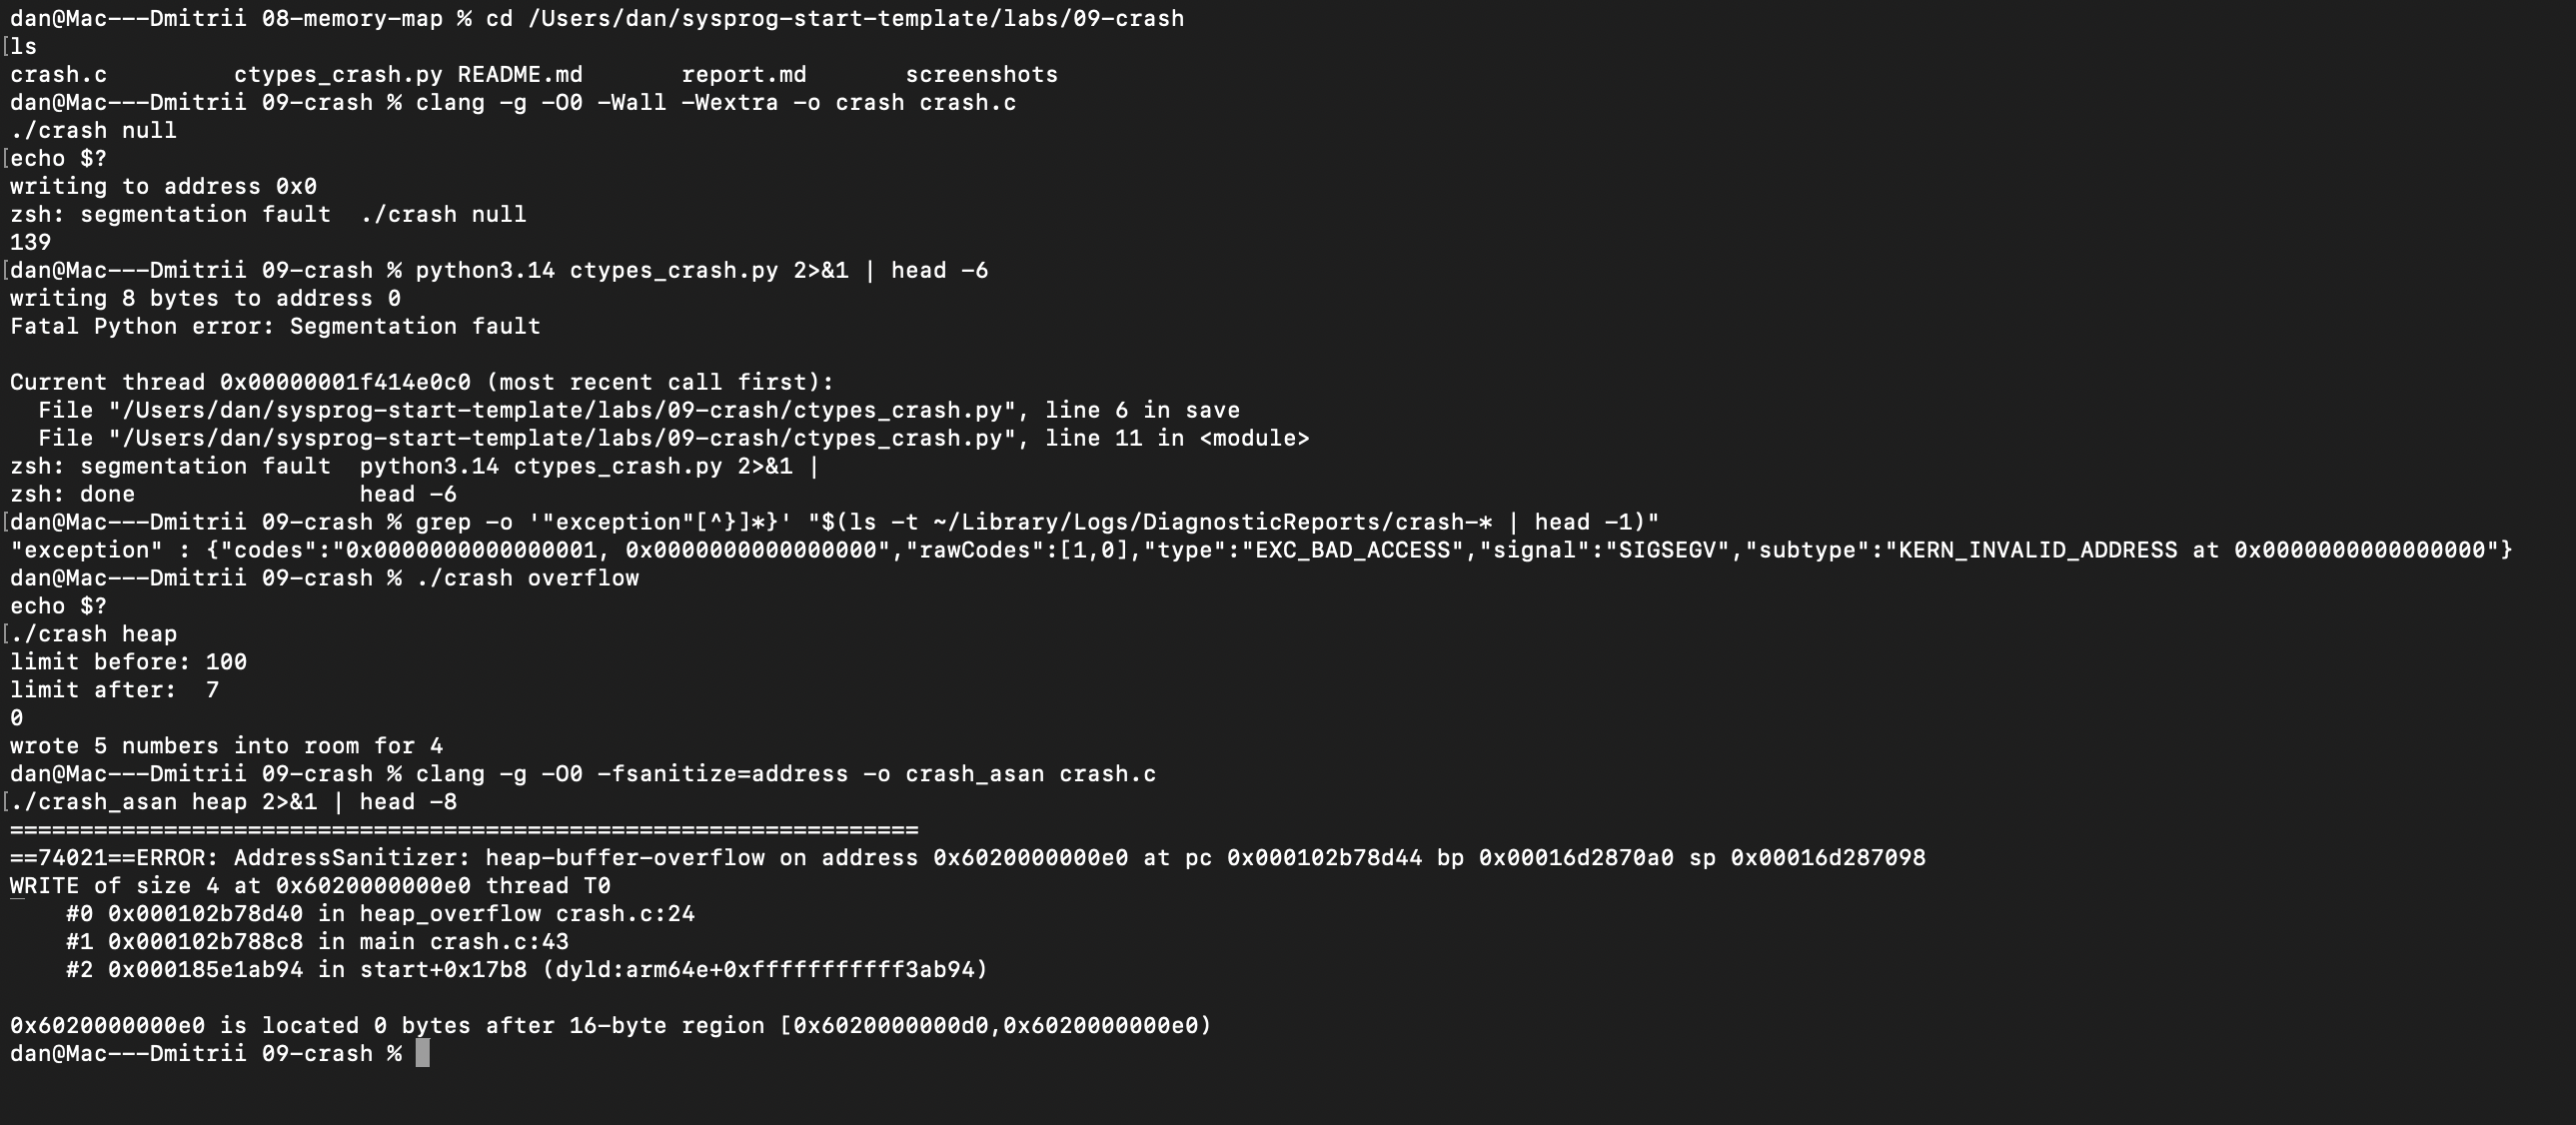 dan@Mac---Dmitrii 08-memory-map % cd /Users/dan/sysprog-start-template/labs/09-crash
[ls
crash.c         ctypes_crash.py README.md       report.md       screenshots
dan@Mac---Dmitrii 09-crash % clang -g -O0 -Wall -Wextra -o crash crash.c
./crash null
[echo $?
writing to address 0x0
zsh: segmentation fault  ./crash null
139
[dan@Mac---Dmitrii 09-crash % python3.14 ctypes_crash.py 2>&1 | head -6
writing 8 bytes to address 0
Fatal Python error: Segmentation fault

Current thread 0x00000001f414e0c0 (most recent call first):
  File "/Users/dan/sysprog-start-template/labs/09-crash/ctypes_crash.py", line 6 in save
  File "/Users/dan/sysprog-start-template/labs/09-crash/ctypes_crash.py", line 11 in <module>
zsh: segmentation fault  python3.14 ctypes_crash.py 2>&1 |
zsh: done                head -6
[dan@Mac---Dmitrii 09-crash % grep -o '"exception"[^}]*}' "$(ls -t ~/Library/Logs/DiagnosticReports/crash-* | head -1)"
"exception" : {"codes":"0x0000000000000001, 0x0000000000000000","rawCodes":[1,0],"type":"EXC_BAD_ACCESS","signal":"SIGSEGV","subtype":"KERN_INVALID_ADDRESS at 0x0000000000000000"}
dan@Mac---Dmitrii 09-crash % ./crash overflow
echo $?
[./crash heap
limit before: 100
limit after:  7
0
wrote 5 numbers into room for 4
dan@Mac---Dmitrii 09-crash % clang -g -O0 -fsanitize=address -o crash_asan crash.c
[./crash_asan heap 2>&1 | head -8
=================================================================
==74021==ERROR: AddressSanitizer: heap-buffer-overflow on address 0x6020000000e0 at pc 0x000102b78d44 bp 0x00016d2870a0 sp 0x00016d287098
WRITE of size 4 at 0x6020000000e0 thread T0
    #0 0x000102b78d40 in heap_overflow crash.c:24
    #1 0x000102b788c8 in main crash.c:43
    #2 0x000185e1ab94 in start+0x17b8 (dyld:arm64e+0xfffffffffff3ab94)

0x6020000000e0 is located 0 bytes after 16-byte region [0x6020000000d0,0x6020000000e0)
dan@Mac---Dmitrii 09-crash %